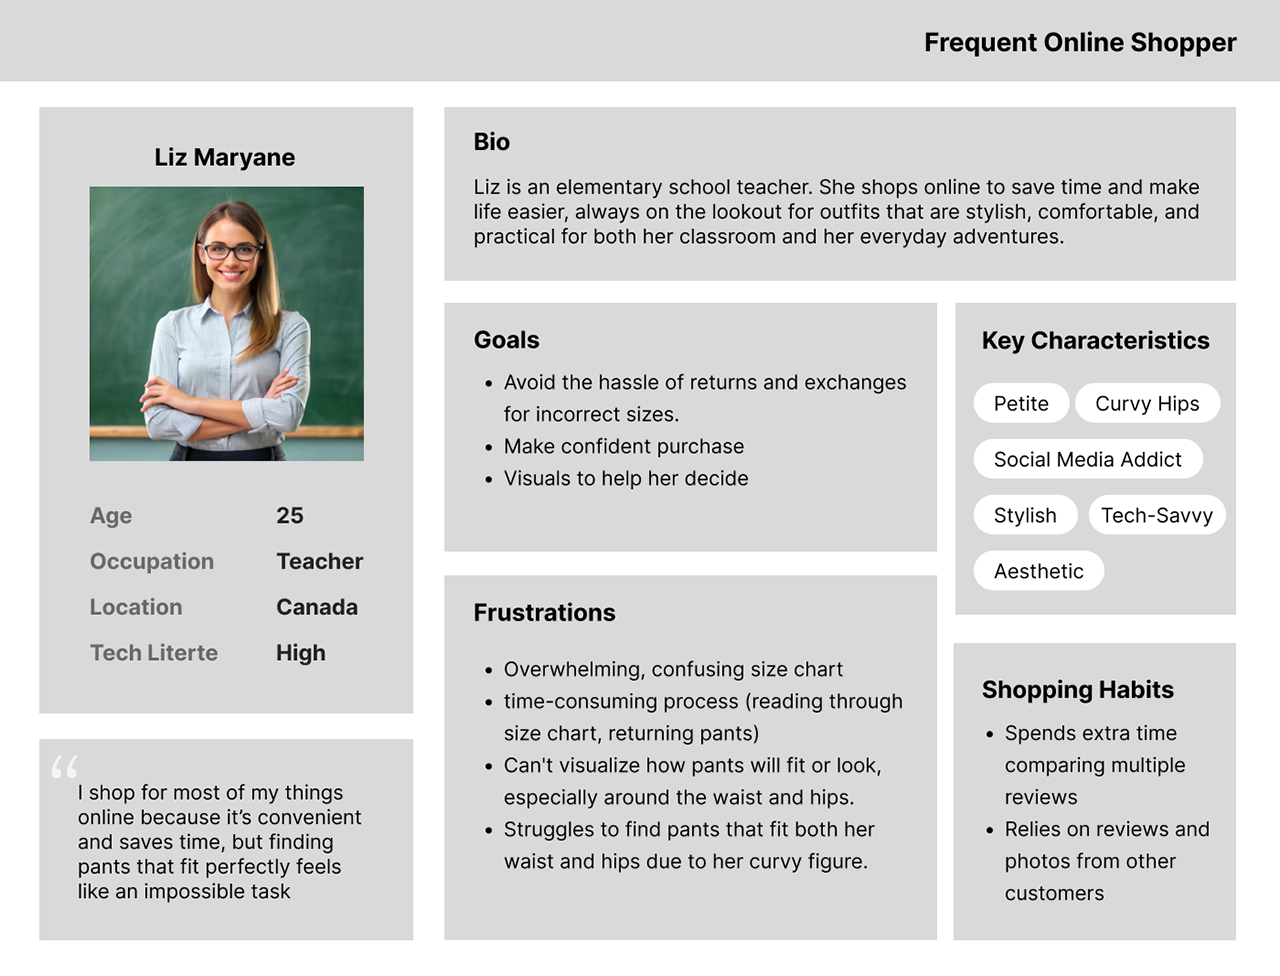 Frequent Online Shopper
Liz Maryane
Age 25
Occupation Teacher
Location Canada
Tech Literte High
“
I shop for most of my things
online because it’s convenient
and saves time, but finding
pants that fit perfectly feels
like an impossible task
Bio
Liz is an elementary school teacher. She shops online to save time and make
life easier, always on the lookout for outfits that are stylish, comfortable, and
practical for both her classroom and her everyday adventures.
Goals
• Avoid the hassle of returns and exchanges
for incorrect sizes.
• Make confident purchase
• Visuals to help her decide
Frustrations
• Overwhelming, confusing size chart
• time-consuming process (reading through
size chart, returning pants)
• Can't visualize how pants will fit or look,
especially around the waist and hips.
• Struggles to find pants that fit both her
waist and hips due to her curvy figure.
Key Characteristics
Petite Curvy Hips
Social Media Addict
Stylish Tech-Savvy
Aesthetic
Shopping Habits
• Spends extra time
comparing multiple
reviews
• Relies on reviews and
photos from other
customers